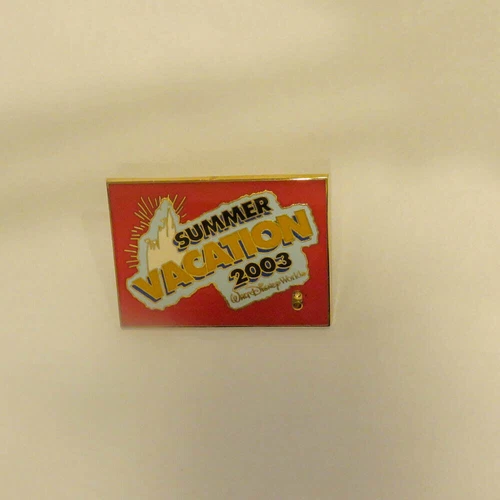 SUMMER
VACATION
2003
Walt Disney World